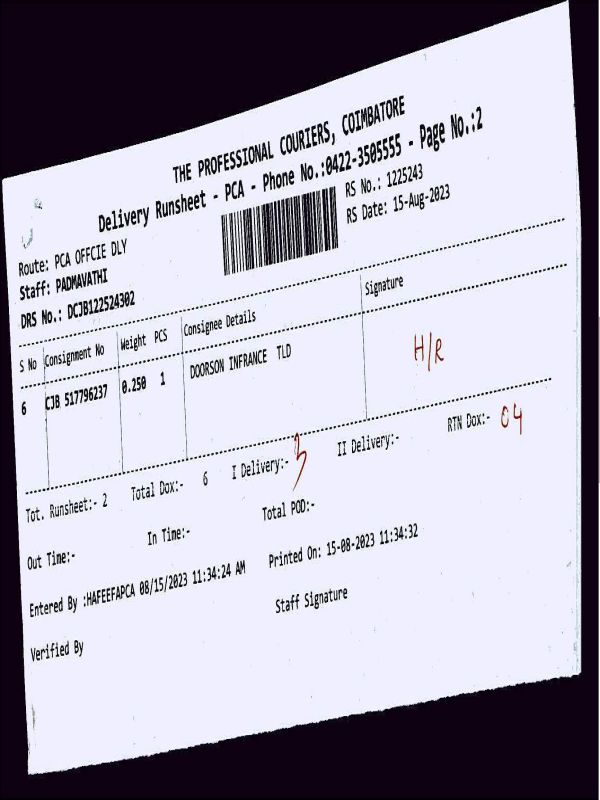 THE PROFESSIONAL COURIERS, COIMBATORE
Delivery Runsheet - PCA - Phone No.:0422-3505555 - Page No.:2
Route: PCA OFFCIE DLY
RS No.: 1225243
Staff: PADMAVATHI
RS Date: 15-Aug-2023
DRS No.: DCJB122524302
S No Consignment No Weight PCS Consignee Details Signature
6 CJB 517796237 0.250 1 DOORSON INFRANCE TLD H/R
Tot. Runsheet:- 2 Total Dox:- 6 I Delivery:- 3 II Delivery:- RTN Dox:- 04
Out Time:- In Time:- Total POD:-
Entered By :HAFEEFAPCA 08/15/2023 11:34:24 AM Printed On: 15-08-2023 11:34:32
Verified By Staff Signature